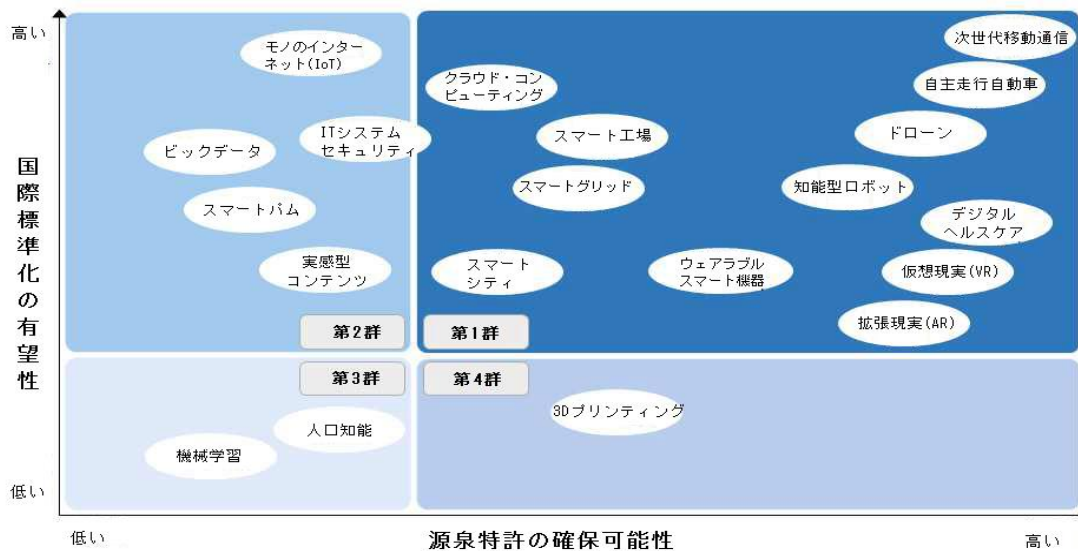 高い
モノのインター
ネット(IoT)
次世代移動通信
クラウド・コン
ピューティング
自主走行自動車
ITシステム
セキュリティ
スマート工場
ドローン
ビックデータ
スマートグリッド
知能型ロボット
スマートパム
デジタル
ヘルスケア
実感型
コンテンツ
スマート
シティ
ウェアラブル
スマート機器
仮想現実(VR)
拡張現実(AR)
国際標準化の有望性
第2群
第1群
第3群
第4群
3Dプリンティング
人口知能
機械学習
低い
低い
源泉特許の確保可能性
高い